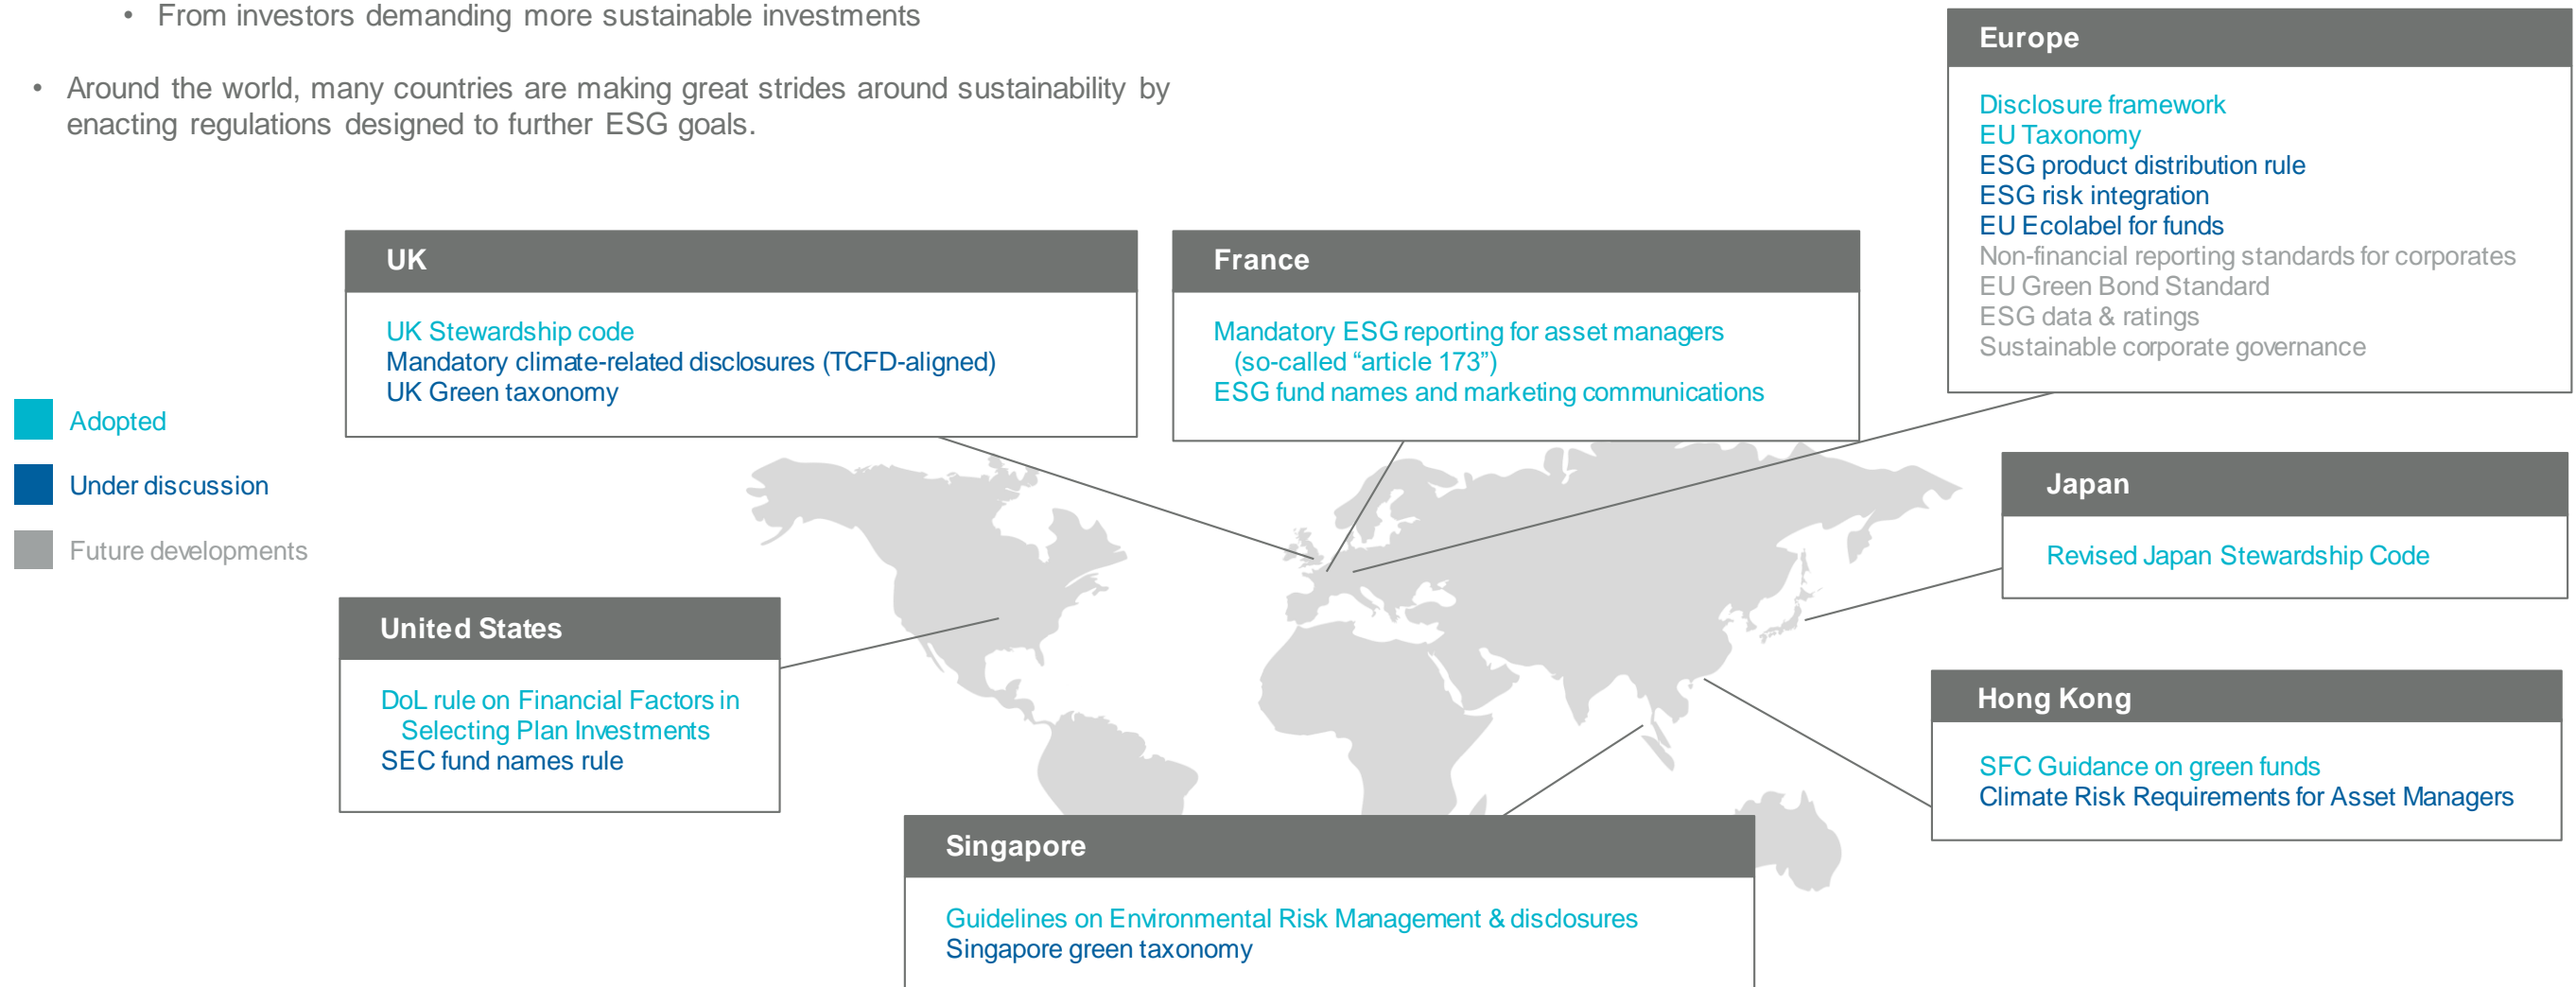 • From investors demanding more sustainable investments
• Around the world, many countries are making great strides around sustainability by
enacting regulations designed to further ESG goals.
Europe
Disclosure framework
EU Taxonomy
ESG product distribution rule
ESG risk integration
EU Ecolabel for funds
Non-financial reporting standards for corporates
EU Green Bond Standard
ESG data & ratings
Sustainable corporate governance
UK
UK Stewardship code
Mandatory climate-related disclosures (TCFD-aligned)
UK Green taxonomy
France
Mandatory ESG reporting for asset managers
(so-called “article 173”)
ESG fund names and marketing communications
Adopted
Under discussion
Future developments
Japan
Revised Japan Stewardship Code
United States
DoL rule on Financial Factors in
Selecting Plan Investments
SEC fund names rule
Hong Kong
SFC Guidance on green funds
Climate Risk Requirements for Asset Managers
Singapore
Guidelines on Environmental Risk Management & disclosures
Singapore green taxonomy